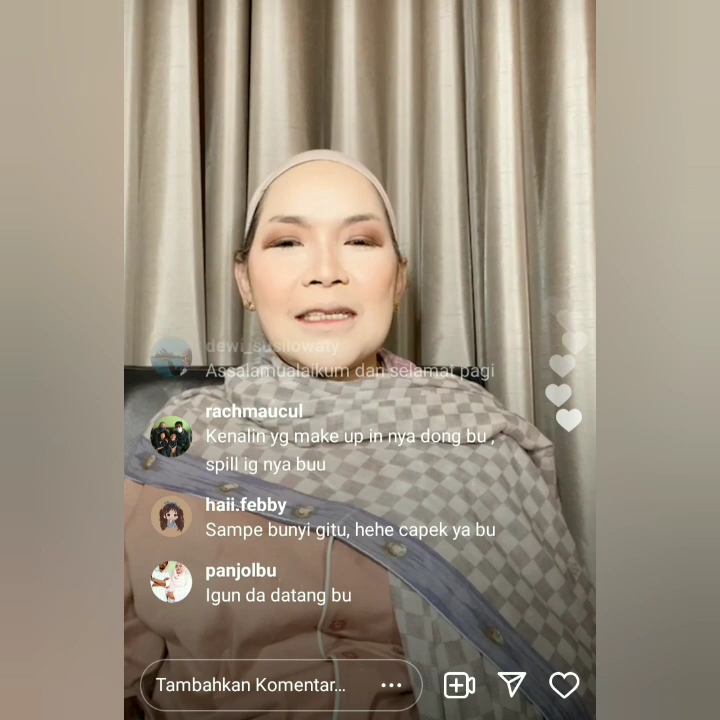 dewi_susilowaty
Assalamualaikum dan selamat pagi
rachmaucul
Kenalin yg make up in nya dong bu ,
spill ig nya buu
haii.febby
Sampe bunyi gitu, hehe capek ya bu
panjolbu
Igun da datang bu
Tambahkan Komentar...